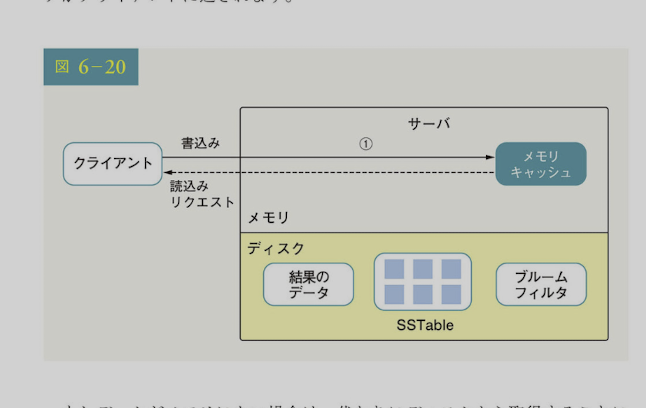 図 6-20
サーバ
クライアント
書込み
①
メモリ
キャッシュ
読込み
リクエスト
メモリ
ディスク
結果の
データ
ブルーム
フィルタ
SSTable